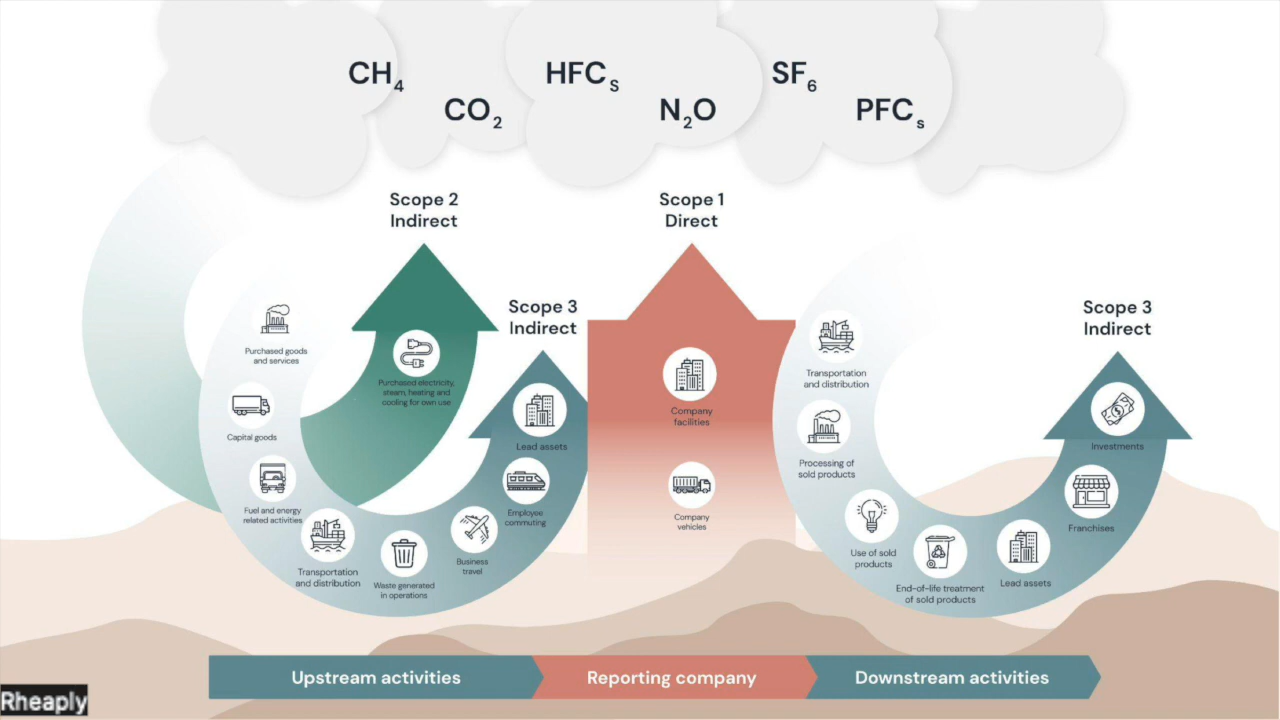 CH4
CO2
HFCs
N2O
SF6
PFCs
Scope 2
Indirect
Purchased electricity,
steam, heating and
cooling for own use
Scope 3
Indirect
Purchased goods
and services
Capital goods
Fuel and energy
related activities
Transportation
and distribution
Waste generated
in operations
Business
travel
Employee
commuting
Lead assets
Scope 1
Direct
Company
facilities
Company
vehicles
Scope 3
Indirect
Transportation
and distribution
Processing of
sold products
Use of sold
products
End-of-life treatment
of sold products
Lead assets
Franchises
Investments
Upstream activities
Reporting company
Downstream activities
Rheaply